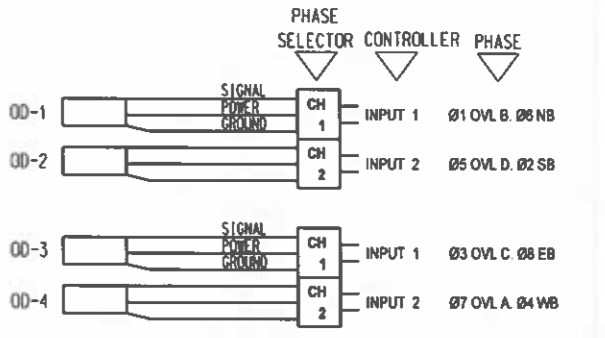 PHASE
SELECTOR CONTROLLER PHASE
SIGNAL
OD-1 POWER CH 1 INPUT 1 Ø1 OVL B. Ø6 NB
GROUND
OD-2 CH 2 INPUT 2 Ø5 OVL D. Ø2 SB
SIGNAL
OD-3 POWER CH 1 INPUT 1 Ø3 OVL C. Ø8 EB
GROUND
OD-4 CH 2 INPUT 2 Ø7 OVL A. Ø4 WB